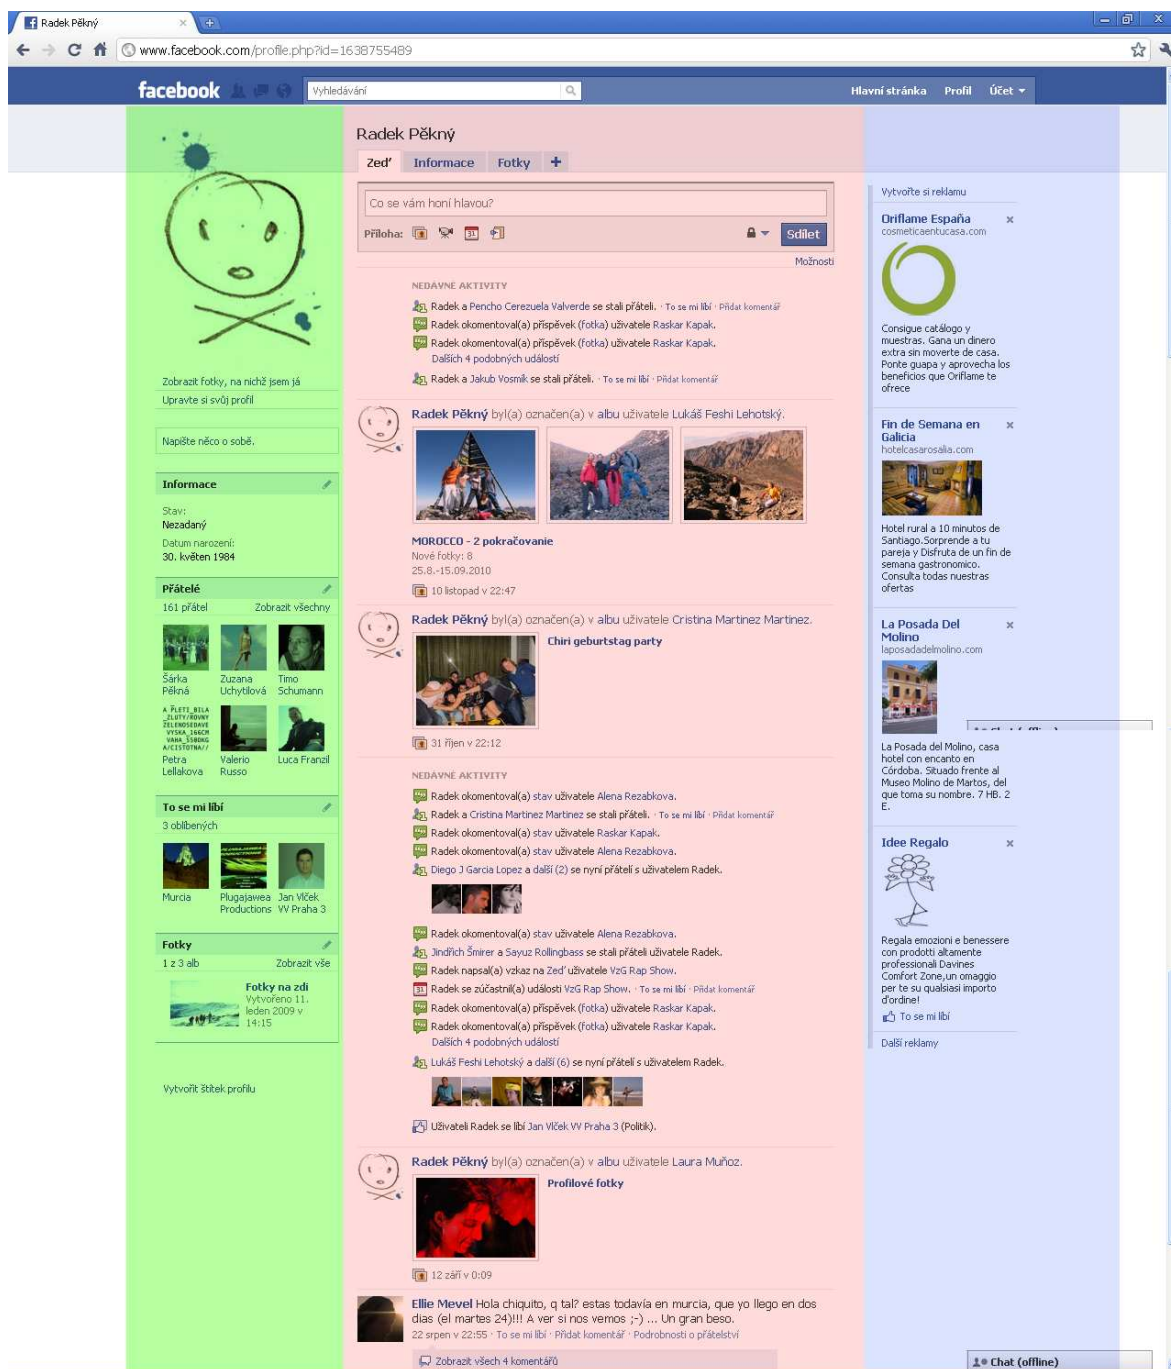 Radek Pěkný
www.facebook.com/profile.php?id=1638755489
facebook
Vyhledávání
Hlavní stránka Profil Účet
Zobrazit fotky, na nichž jsem já
Upravte si svůj profil
Napište něco o sobě.
Informace
Stav:
Nezadaný
Datum narození:
30. květen 1984
Přátelé
161 přátel Zobrazit všechny
Šárka Pěkná
Zuzana Uchytilová
Timo Schumann
A PLETI_BILA
_ZLUTY/ROVNY
ZELENOSEDAVE
VYSKA_166CM
VAHA_558DKG
A/CISTOTNA//
Petra Lellakova
Valerio Russo
Luca Franzil
To se mi líbí
3 oblíbených
Murcia
Plugajawea Productions
Jan Vlček VV Praha 3
Fotky
1 z 3 alb Zobrazit vše
Fotky na zdi
Vytvořeno 11.
leden 2009 v
14:15
Vytvořit štítek profilu
Radek Pěkný
Zeď Informace Fotky
Co se vám honí hlavou?
Příloha: 31 Sdílet
Možnosti
NEDÁVNÉ AKTIVITY
Radek a Pencho Cerezuela Valverde se stali přáteli. · To se mi líbí · Přidat komentář
Radek okomentoval(a) příspěvek (fotka) uživatele Raskar Kapak.
Radek okomentoval(a) příspěvek (fotka) uživatele Raskar Kapak.
Dalších 4 podobných událostí
Radek a Jakub Vosmík se stali přáteli. · To se mi líbí · Přidat komentář
Radek Pěkný byl(a) označen(a) v albu uživatele Lukáš Feshi Lehotský.
MOROCCO - 2 pokračovanie
Nové fotky: 8
25.8.-15.09.2010
10 listopad v 22:47
Radek Pěkný byl(a) označen(a) v albu uživatele Cristina Martinez Martinez.
Chiri geburtstag party
31 říjen v 22:12
NEDÁVNÉ AKTIVITY
Radek okomentoval(a) stav uživatele Alena Rezabkova.
Radek a Cristina Martinez Martinez se stali přáteli. · To se mi líbí · Přidat komentář
Radek okomentoval(a) stav uživatele Raskar Kapak.
Radek okomentoval(a) stav uživatele Alena Rezabkova.
Diego J Garcia Lopez a další (2) se nyní přátelí s uživatelem Radek.
Radek okomentoval(a) stav uživatele Alena Rezabkova.
Jindřich Šmirer a Sayuz Rollingbass se stali přáteli uživatele Radek.
Radek napsal(a) vzkaz na Zeď uživatele VzG Rap Show.
31 Radek se zúčastnil(a) události VzG Rap Show. · To se mi líbí · Přidat komentář
Radek okomentoval(a) příspěvek (fotka) uživatele Raskar Kapak.
Radek okomentoval(a) příspěvek (fotka) uživatele Raskar Kapak.
Dalších 4 podobných událostí
Lukáš Feshi Lehotský a další (6) se nyní přátelí s uživatelem Radek.
Uživateli Radek se líbí Jan Vlček VV Praha 3 (Politik).
Radek Pěkný byl(a) označen(a) v albu uživatele Laura Muñoz.
Profilové fotky
12 září v 0:09
Ellie Mevel Hola chiquito, q tal? estas todavía en murcia, que yo llego en dos
dias (el martes 24)!!! A ver si nos vemos ;-) ... Un gran beso.
22 srpen v 22:55 · To se mi líbí · Přidat komentář · Podrobnosti o přátelství
Zobrazit všech 4 komentářů
Vytvořte si reklamu
Oriflame España
cosmeticaentucasa.com
Consigue catálogo y
muestras. Gana un dinero
extra sin moverte de casa.
Ponte guapa y aprovecha los
beneficios que Oriflame te
ofrece
Fin de Semana en
Galicia
hotelcasarosalia.com
Hotel rural a 10 minutos de
Santiago.Sorprende a tu
pareja y Disfruta de un fin de
semana gastronomico.
Consulta todas nuestras
ofertas
La Posada Del
Molino
laposadadelmolino.com
Chat (offline)
La Posada del Molino, casa
hotel con encanto en
Córdoba. Situado frente al
Museo Molino de Martos, del
que toma su nombre. 7 HB. 2
E.
Idee Regalo
Regala emozioni e benessere
con prodotti altamente
professionali Davines
Comfort Zone,un omaggio
per te su qualsiasi importo
d'ordine!
To se mi líbí
Další reklamy
Chat (offline)